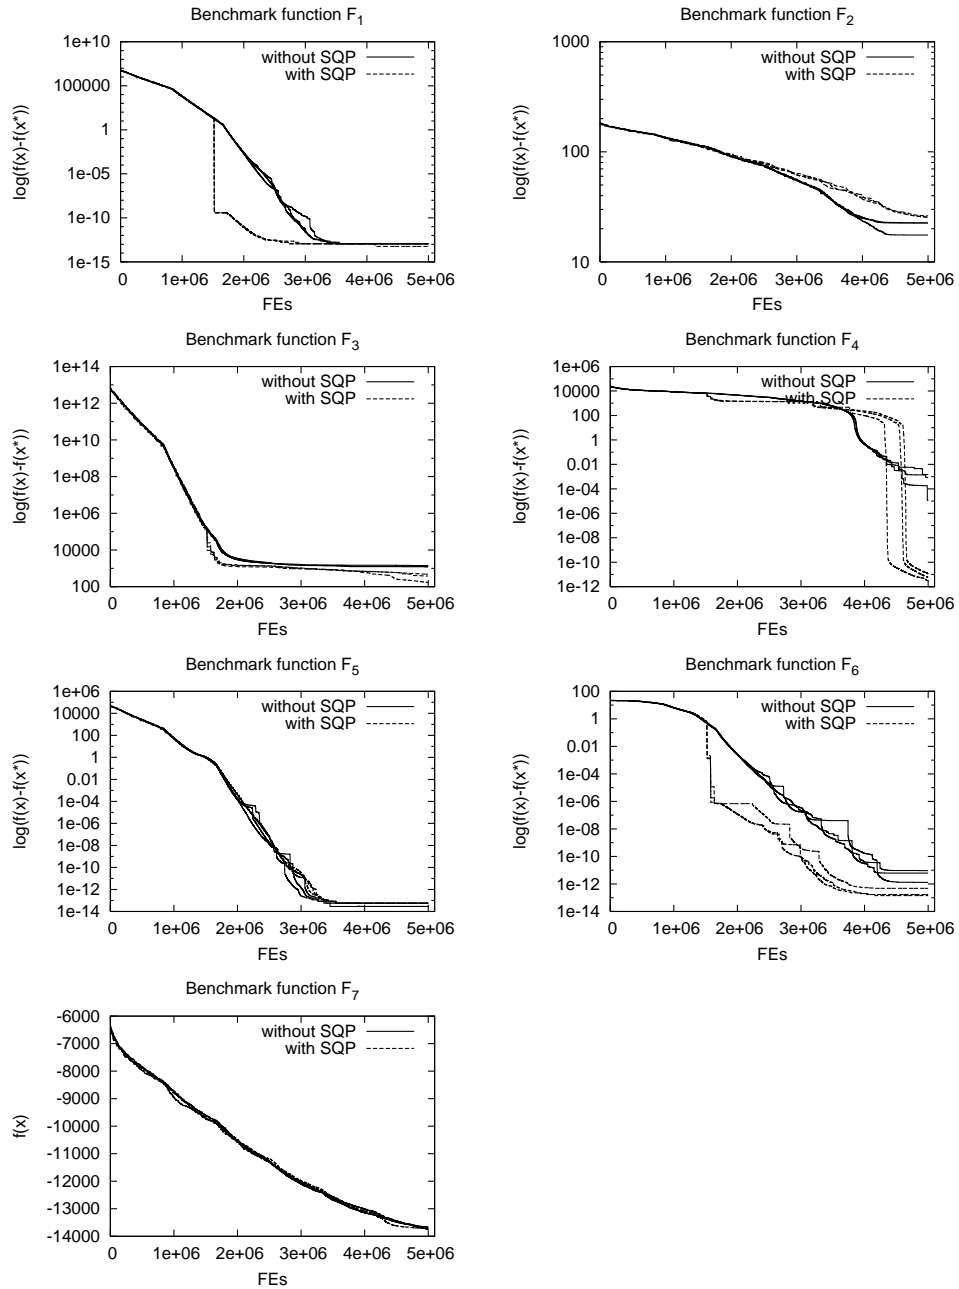 Benchmark function F1
log(f(x)-f(x*))
1e+10
100000
1
1e-05
1e-10
1e-15
without SQP
with SQP
0 1e+06 2e+06 3e+06 4e+06 5e+06
FEs
Benchmark function F2
log(f(x)-f(x*))
1000
100
10
without SQP
with SQP
0 1e+06 2e+06 3e+06 4e+06 5e+06
FEs
Benchmark function F3
log(f(x)-f(x*))
1e+14
1e+12
1e+10
1e+08
1e+06
10000
100
without SQP
with SQP
0 1e+06 2e+06 3e+06 4e+06 5e+06
FEs
Benchmark function F4
log(f(x)-f(x*))
1e+06
10000
100
1
0.01
1e-04
1e-06
1e-08
1e-10
1e-12
without SQP
with SQP
0 1e+06 2e+06 3e+06 4e+06 5e+06
FEs
Benchmark function F5
log(f(x)-f(x*))
1e+06
10000
100
1
0.01
1e-04
1e-06
1e-08
1e-10
1e-12
1e-14
without SQP
with SQP
0 1e+06 2e+06 3e+06 4e+06 5e+06
FEs
Benchmark function F6
log(f(x)-f(x*))
100
1
0.01
1e-04
1e-06
1e-08
1e-10
1e-12
1e-14
without SQP
with SQP
0 1e+06 2e+06 3e+06 4e+06 5e+06
FEs
Benchmark function F7
f(x)
-6000
-7000
-8000
-9000
-10000
-11000
-12000
-13000
-14000
without SQP
with SQP
0 1e+06 2e+06 3e+06 4e+06 5e+06
FEs